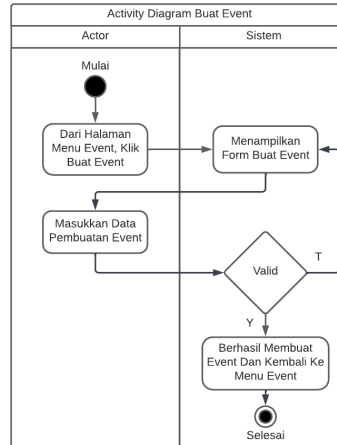 Activity Diagram Buat Event
Actor
Sistem
Mulai
Dari Halaman
Menu Event, Klik
Buat Event
Menampilkan
Form Buat Event
Masukkan Data
Pembuatan Event
Valid
T
Y
Berhasil Membuat
Event Dan Kembali Ke
Menu Event
Selesai